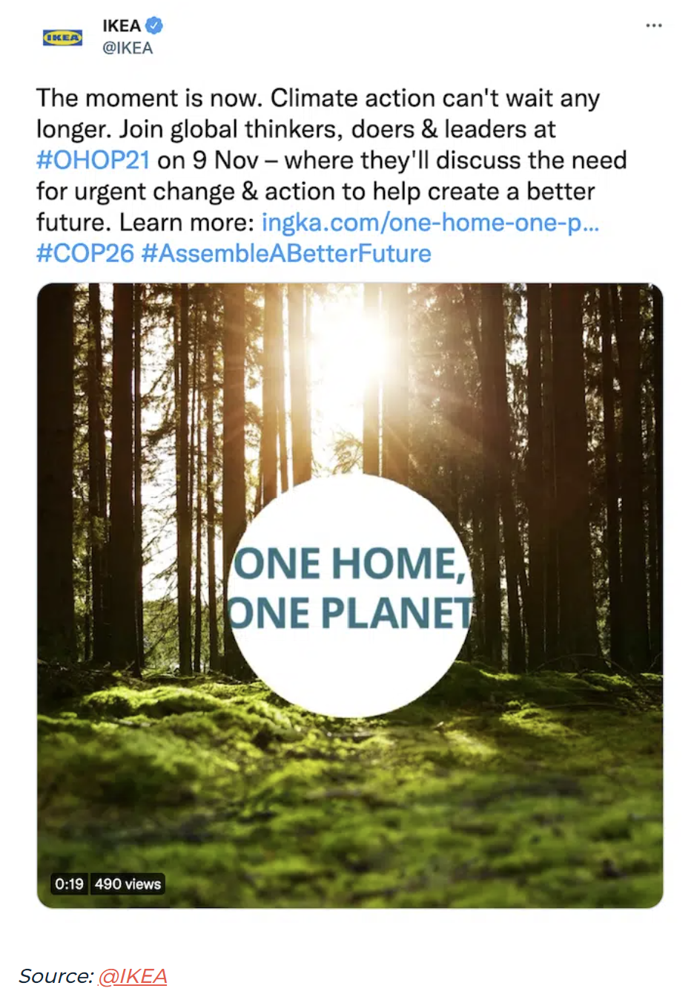 IKEA
IKEA
@IKEA
The moment is now. Climate action can't wait any
longer. Join global thinkers, doers & leaders at
#OHOP21 on 9 Nov – where they'll discuss the need
for urgent change & action to help create a better
future. Learn more: ingka.com/one-home-one-p...
#COP26 #AssembleABetterFuture
ONE HOME,
ONE PLANET
0:19 490 views
Source: @IKEA